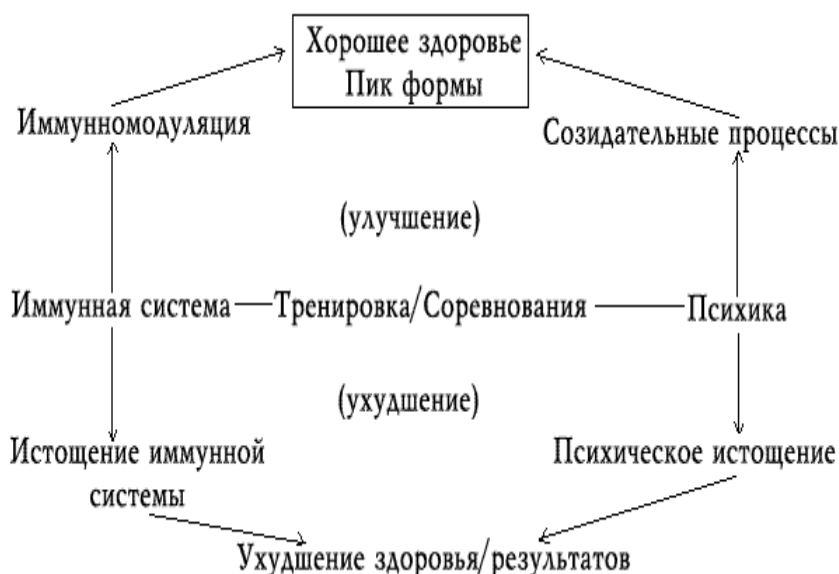 Хорошее здоровье
Пик формы
Иммунномодуляция
Созидательные процессы
(улучшение)
Иммунная система
Тренировка/Соревнования
Психика
(ухудшение)
Истощение иммунной
системы
Психическое истощение
Ухудшение здоровья/результатов